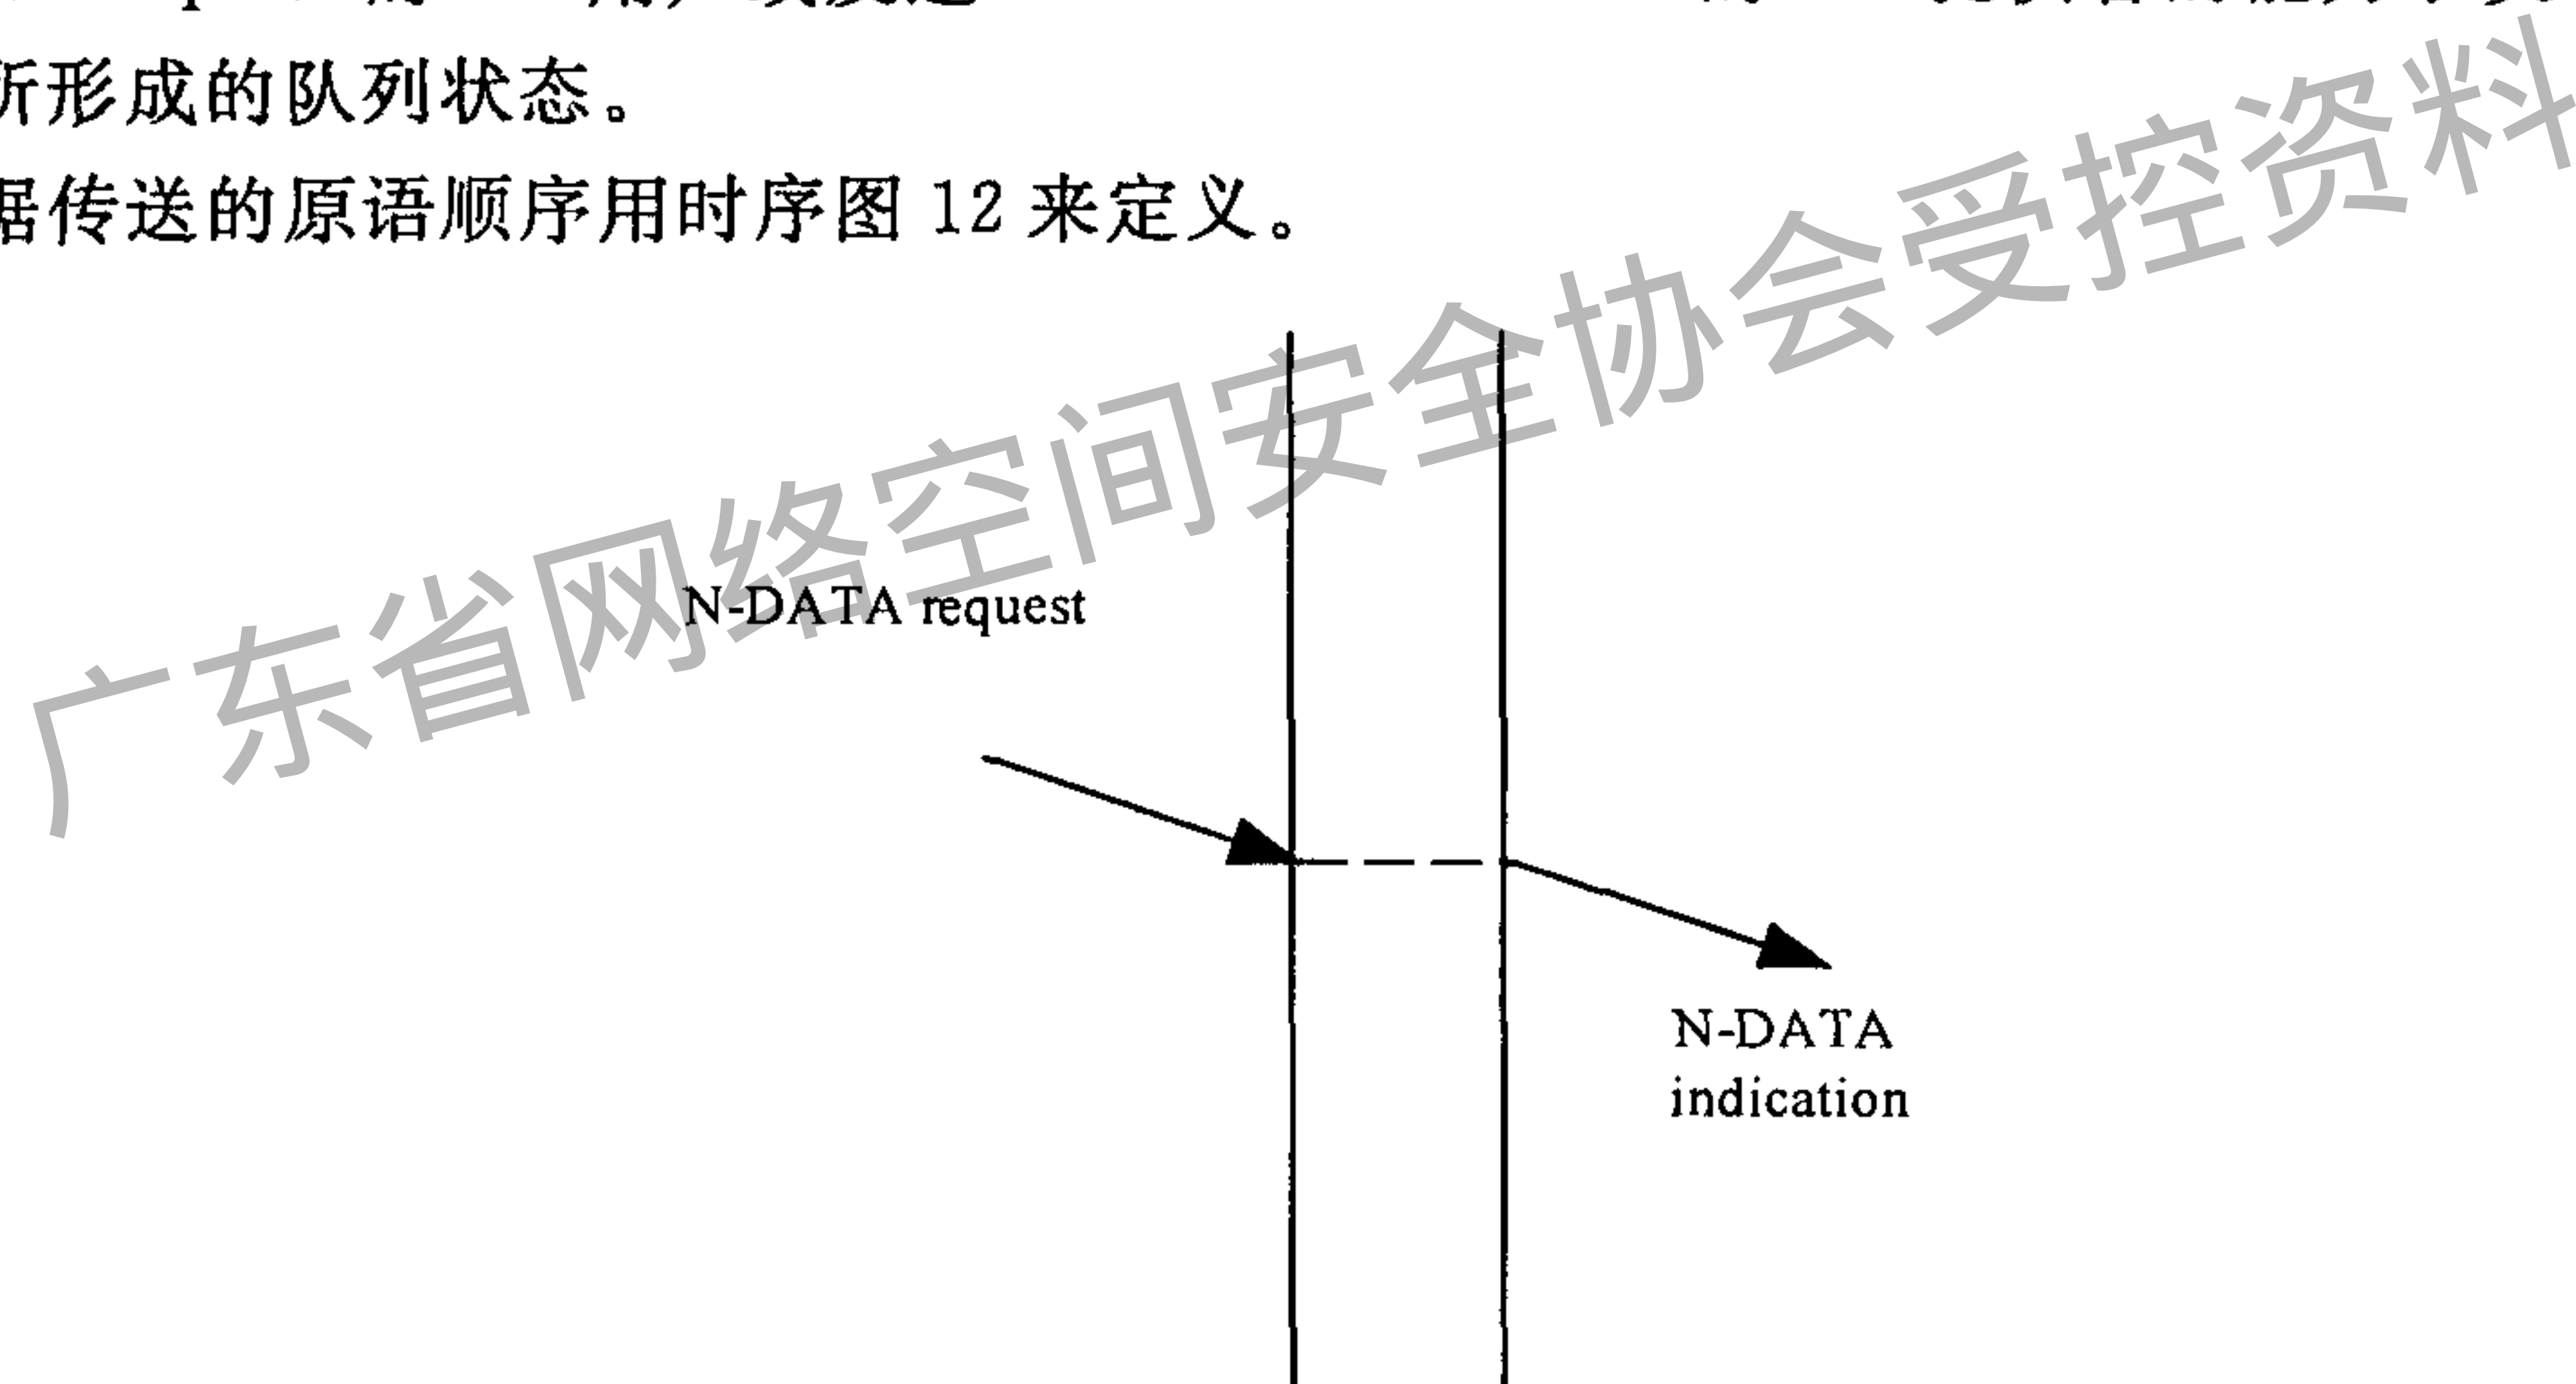 所形成的队列状态。
据传送的原语顺序用时序图 12 来定义。
广东省网络空间安全协会受控资料
N-DATA request
N-DATA
indication